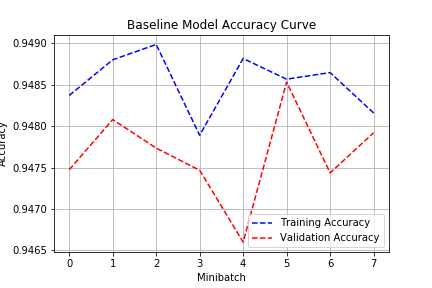 Baseline Model Accuracy Curve
Accuracy
0.9490
0.9485
0.9480
0.9475
0.9470
0.9465
0 1 2 3 4 5 6 7
Minibatch
Training Accuracy
Validation Accuracy